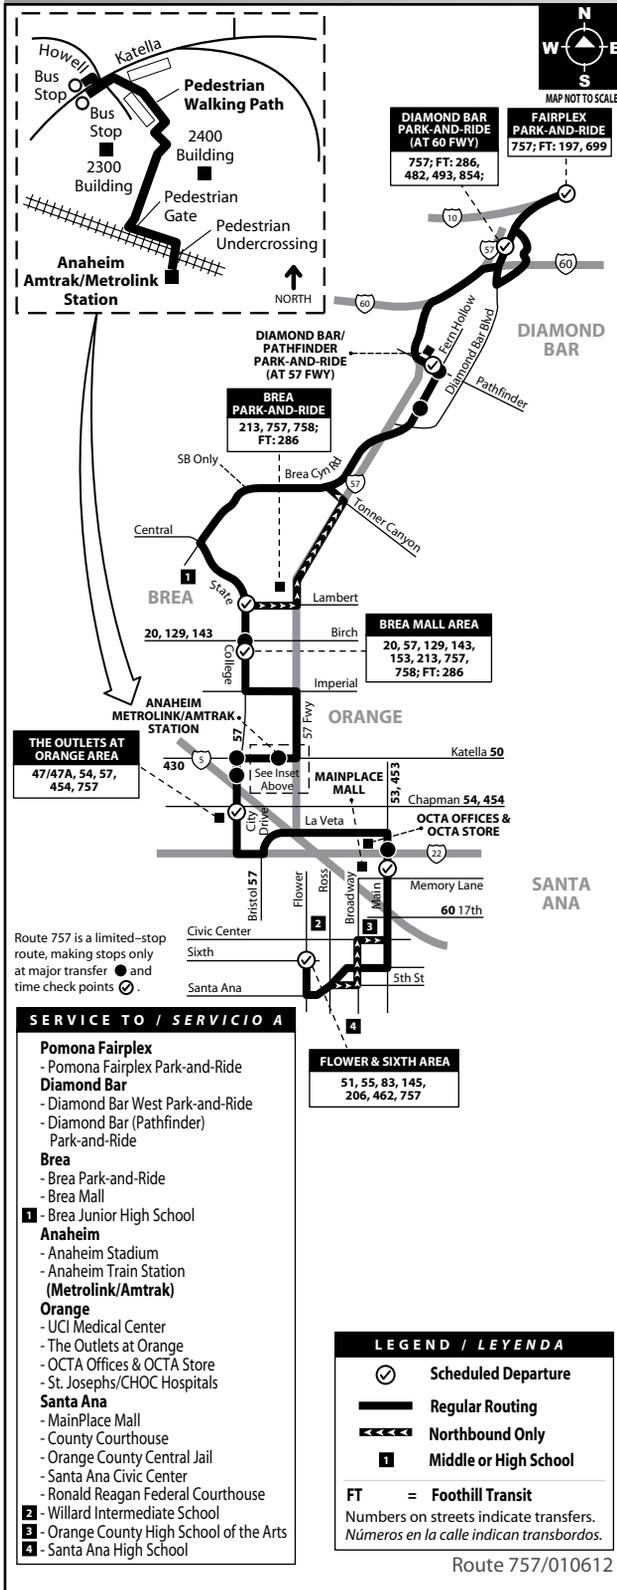 N
W E
S
MAP NOT TO SCALE
Howell
Katella
Bus
Stop
Bus
Stop
Pedestrian
Walking Path
2400
Building
2300
Building
Pedestrian
Gate
Pedestrian
Undercrossing
Anaheim
Amtrak/Metrolink
Station
NORTH
DIAMOND BAR
PARK-AND-RIDE
(AT 60 FWY)
757; FT: 286,
482, 493, 854;
FAIRPLEX
PARK-AND-RIDE
757; FT: 197, 699
10
57
60
60
DIAMOND
BAR
Fern Hollow
Diamond Bar Blvd
DIAMOND BAR/
PATHFINDER
PARK-AND-RIDE
(AT 57 FWY)
Pathfinder
BREA
PARK-AND-RIDE
213, 757, 758;
FT: 286
SB Only
Brea Cyn Rd
57
Tonner Canyon
Central
1
BREA
State
Lambert
20, 129, 143
Birch
College
BREA MALL AREA
20, 57, 129, 143,
153, 213, 757,
758; FT: 286
Imperial
ANAHEIM
METROLINK/AMTRAK
STATION
57
57 Fwy
ORANGE
THE OUTLETS AT
ORANGE AREA
47/47A, 54, 57,
454, 757
430
5
Katella 50
See Inset
Above
MAINPLACE
MALL
53, 453
Chapman 54, 454
City
Drive
La Veta
OCTA OFFICES &
OCTA STORE
22
Bristol 57
Flower
Ross
Broadway
Main
Memory Lane
SANTA
ANA
60 17th
2
3
Civic Center
Sixth
Santa Ana
5th St
4
Route 757 is a limited–stop
route, making stops only
at major transfer and
time check points .
FLOWER & SIXTH AREA
51, 55, 83, 145,
206, 462, 757
SERVICE TO / SERVICIO A
Pomona Fairplex
- Pomona Fairplex Park-and-Ride
Diamond Bar
- Diamond Bar West Park-and-Ride
- Diamond Bar (Pathfinder)
Park-and-Ride
Brea
- Brea Park-and-Ride
- Brea Mall
1 - Brea Junior High School
Anaheim
- Anaheim Stadium
- Anaheim Train Station
(Metrolink/Amtrak)
Orange
- UCI Medical Center
- The Outlets at Orange
- OCTA Offices & OCTA Store
- St. Josephs/CHOC Hospitals
Santa Ana
- MainPlace Mall
- County Courthouse
- Orange County Central Jail
- Santa Ana Civic Center
- Ronald Reagan Federal Courthouse
2 - Willard Intermediate School
3 - Orange County High School of the Arts
4 - Santa Ana High School
LEGEND / LEYENDA
Scheduled Departure
Regular Routing
Northbound Only
1 Middle or High School
FT = Foothill Transit
Numbers on streets indicate transfers.
Números en la calle indican transbordos.
Route 757/010612